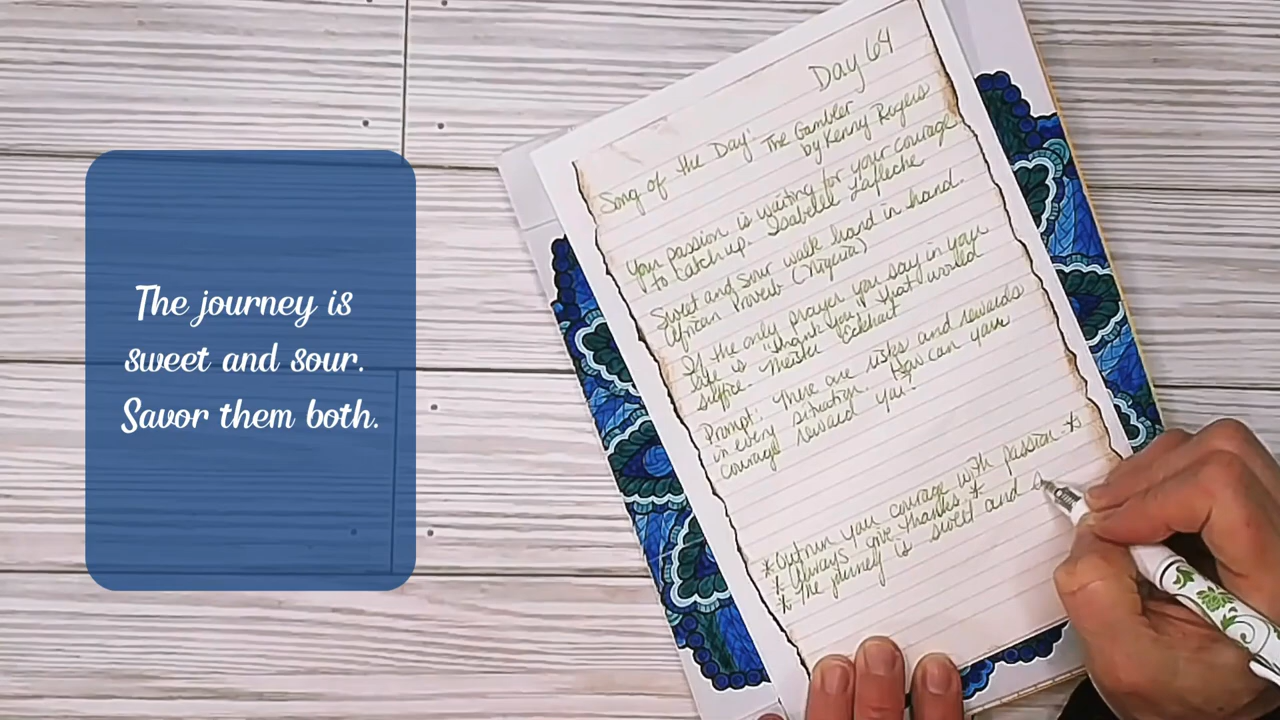 The journey is
sweet and sour.
Savor them both.
Day 64
Song of the Day: The Gambler
by Kenny Rogers
Your passion is waiting for your courage
to catch up. Isabelle Lafleche
Sweet and Sour walk hand in hand.
African Proverb (Nigeria)
If the only prayer you say in your
life is "thank you," that would
suffice. Meister Eckhart
Prompt: There are risks and rewards
in every situation. How can your
courage reward you?
*Outrun you courage with passion *
* Always give thanks *
* The journey is sweet and s